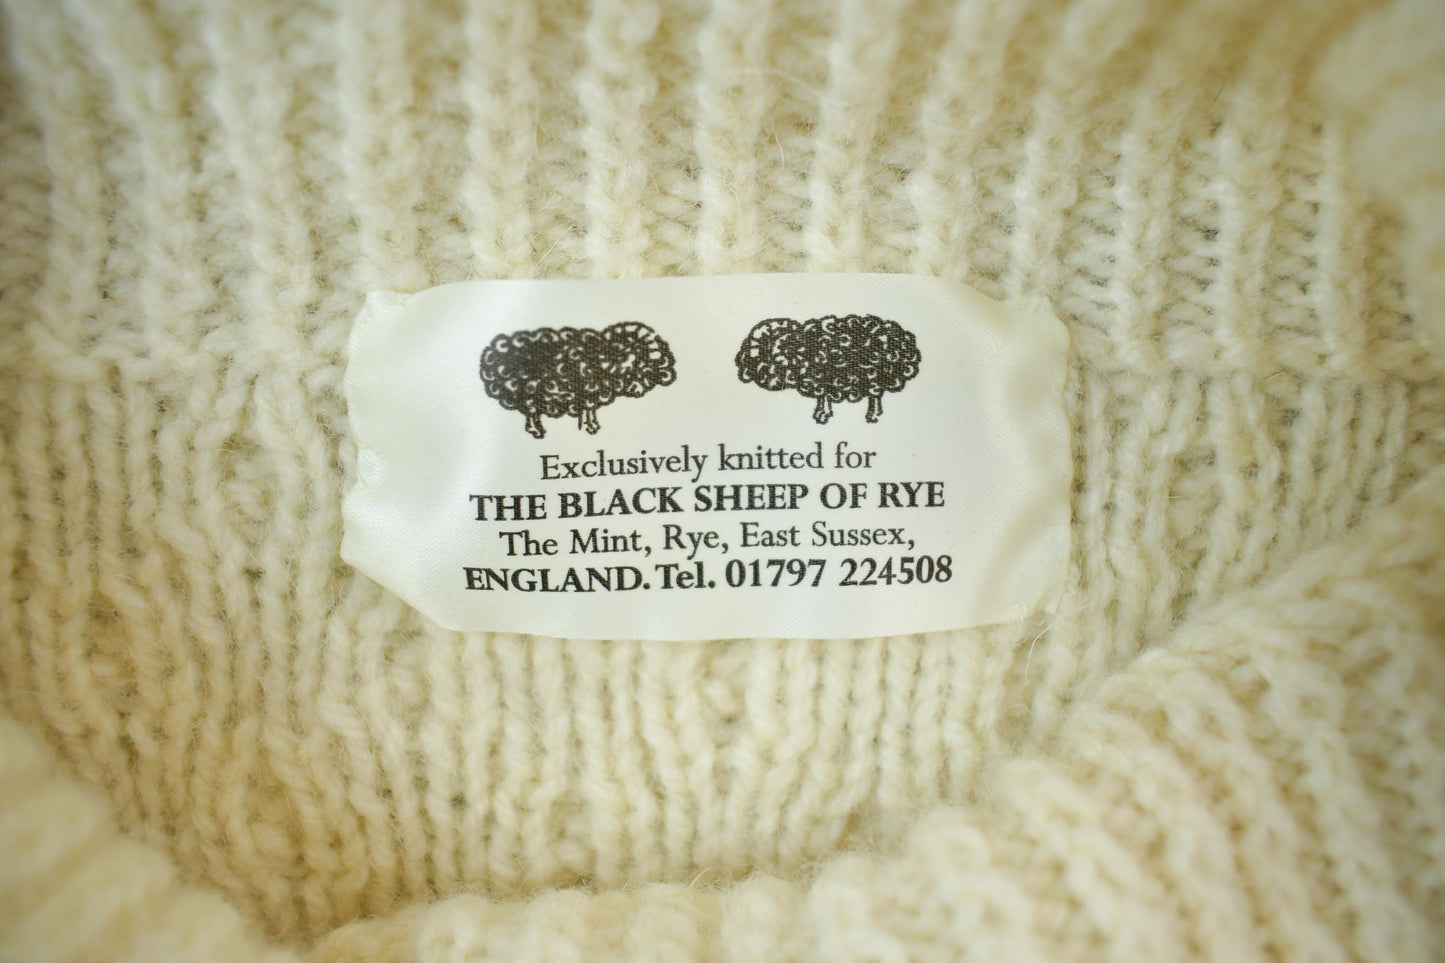 Exclusively knitted for
THE BLACK SHEEP OF RYE
The Mint, Rye, East Sussex,
ENGLAND. Tel. 01797 224508